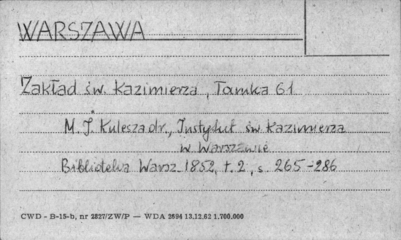 WARSZAWA
Zakład św. Kazimierza, Tamka 61
M. J. Kulesza dr., Instytut św Kazimierza
w Warszawie
Biblioteka Warsz. 1852, t. 2, s. 265-286
CWD - B-15-b, nr 2827/ZW/P — WDA 2694 13.12.62 1.700.000